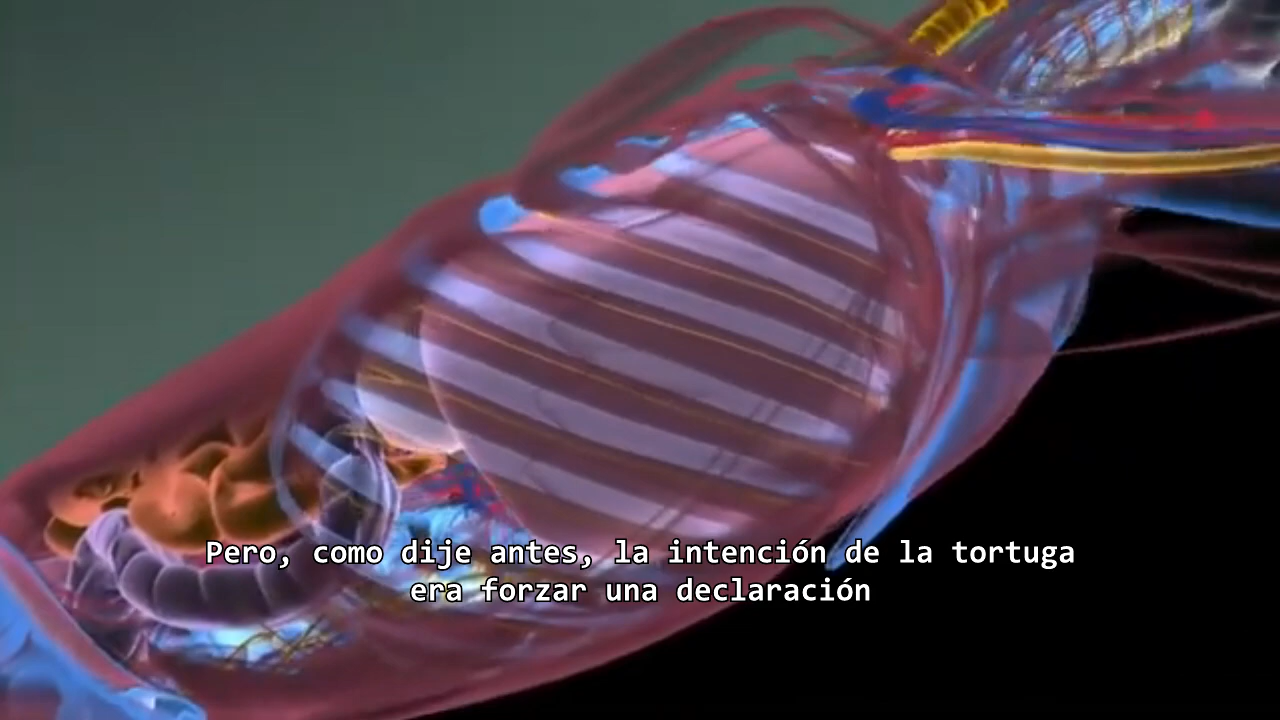 Pero, como dije antes, la intención de la tortuga
era forzar una declaración